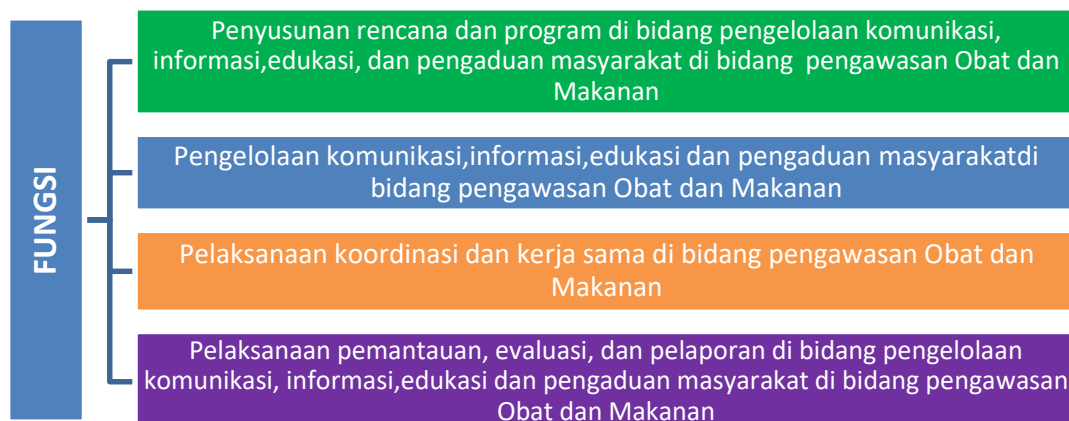 FUNGSI
Penyusunan rencana dan program di bidang pengelolaan komunikasi,
informasi,edukasi, dan pengaduan masyarakat di bidang pengawasan Obat dan
Makanan
Pengelolaan komunikasi,informasi,edukasi dan pengaduan masyarakatdi
bidang pengawasan Obat dan Makanan
Pelaksanaan koordinasi dan kerja sama di bidang pengawasan Obat dan
Makanan
Pelaksanaan pemantauan, evaluasi, dan pelaporan di bidang pengelolaan
komunikasi, informasi,edukasi dan pengaduan masyarakat di bidang pengawasan
Obat dan Makanan